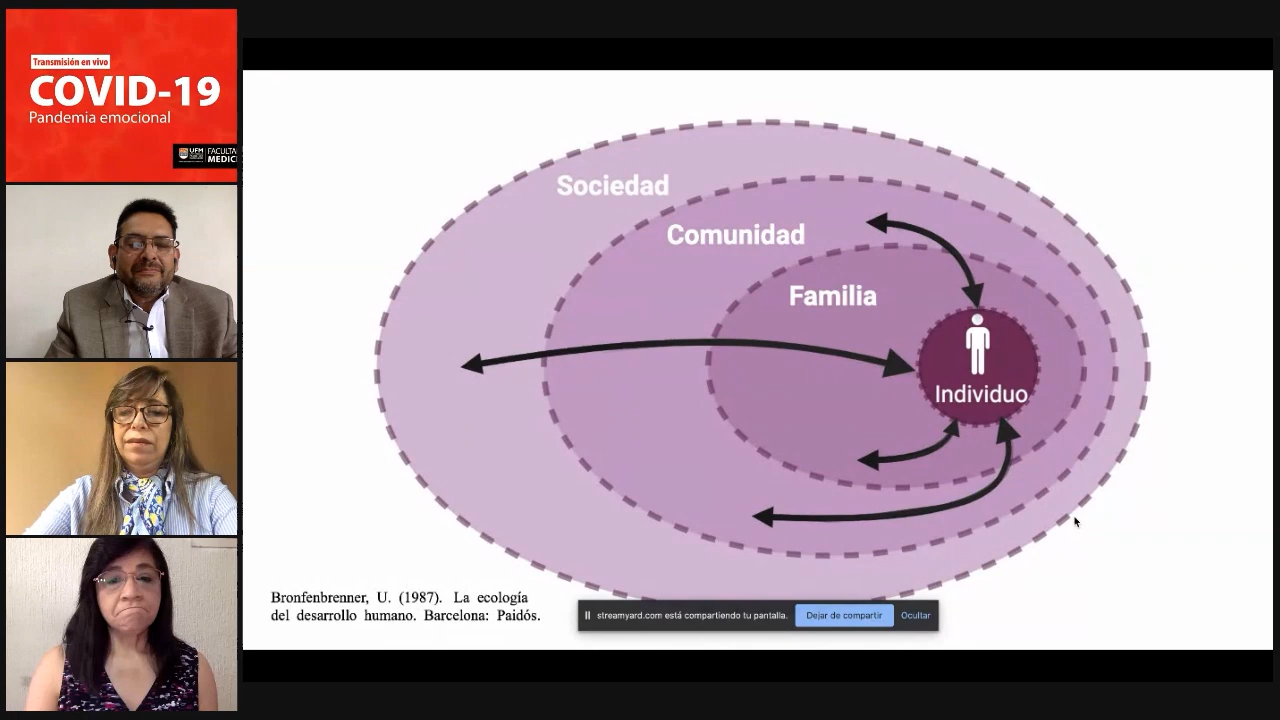 Transmisión en vivo
COVID-19
Pandemia emocional
UFM
FACULTA
MEDIC
Sociedad
Comunidad
Familia
Individuo
Bronfenbrenner, U. (1987). La ecología
del desarrollo humano. Barcelona: Paidós.
streamyard.com está compartiendo tu pantalla.
Dejar de compartir
Ocultar